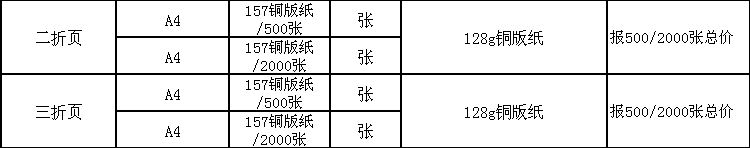 二折页
A4
157铜版纸
/500张
张
128g铜版纸
报500/2000张总价
A4
157铜版纸
/2000张
张
三折页
A4
157铜版纸
/500张
张
128g铜版纸
报500/2000张总价
A4
157铜版纸
/2000张
张